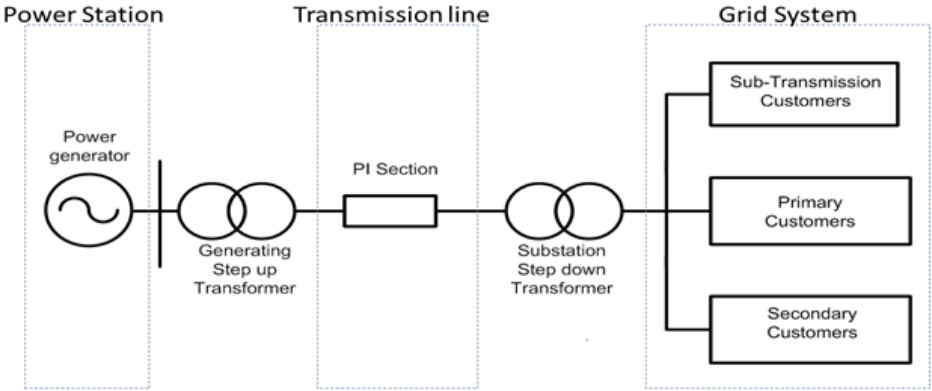 Power Station
Transmission line
Grid System
Power
generator
Generating
Step up
Transformer
PI Section
Substation
Step down
Transformer
Sub-Transmission
Customers
Primary
Customers
Secondary
Customers